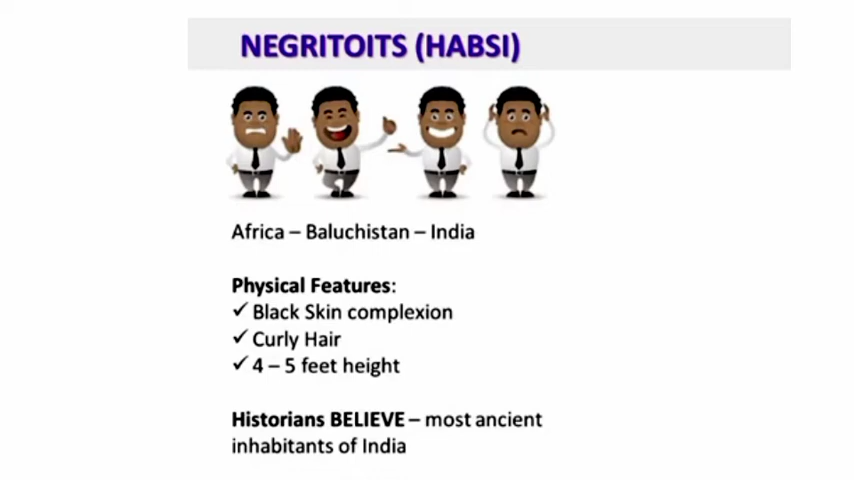 NEGRITOITS (HABSI)
Africa – Baluchistan – India
Physical Features:
✓ Black Skin complexion
✓ Curly Hair
✓ 4 – 5 feet height
Historians BELIEVE – most ancient
inhabitants of India